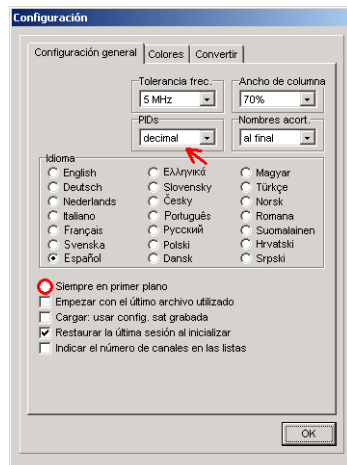 Configuración
Configuración general Colores Convertir
Tolerancia frec. Ancho de columna
5 MHz 70%
PIDs Nombres acort.
decimal al final
Idioma
English Ελληνικά Magyar
Deutsch Slovensky Türkçe
Nederlands Česky Norsk
Italiano Português Romana
Français Русский Suomalainen
Svenska Polski Hrvatski
Español Dansk Srpski
Siempre en primer plano
Empezar con el último archivo utilizado
Cargar: usar config. sat grabada
Restaurar la última sesión al inicializar
Indicar el número de canales en las listas
OK